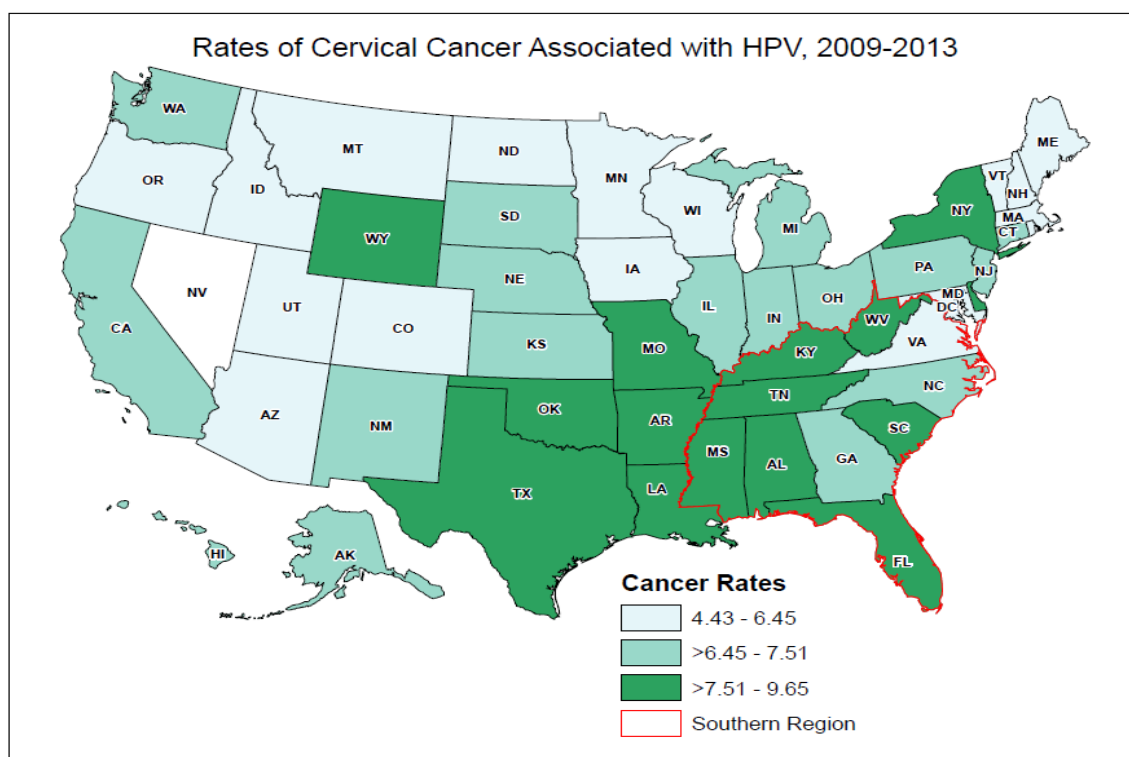 Rates of Cervical Cancer Associated with HPV, 2009-2013
WA
MT
ND
MN
ME
VT
NH
OR
ID
WI
NY
MA
CT
SD
MI
WY
PA
NJ
IA
NE
OH
MD
DC
NV
UT
IL
IN
WV
CA
CO
VA
KS
MO
KY
NC
TN
AZ
NM
OK
AR
SC
MS
AL
GA
TX
LA
HI
AK
FL
Cancer Rates
4.43 - 6.45
>6.45 - 7.51
>7.51 - 9.65
Southern Region